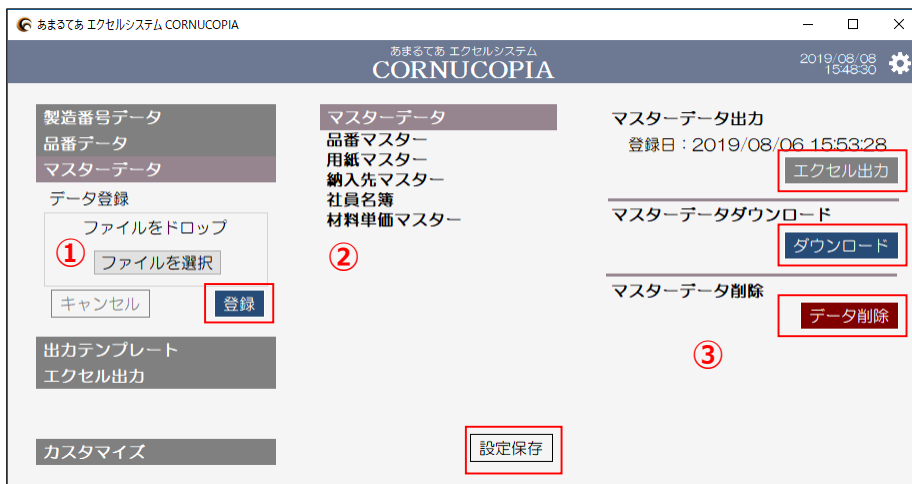 あまるてあ エクセルシステム CORNUCOPIA
あまるてあ エクセルシステム
CORNUCOPIA
2019/08/08
15:48:30
製造番号データ
品番データ
マスターデータ
データ登録
ファイルをドロップ
①
ファイルを選択
キャンセル
登録
出力テンプレート
エクセル出力
カスタマイズ
マスターデータ
品番マスター
用紙マスター
納入先マスター
社員名簿
材料単価マスター
②
設定保存
マスターデータ出力
登録日：2019/08/06 15:53:28
エクセル出力
マスターデータダウンロード
ダウンロード
マスターデータ削除
データ削除
③